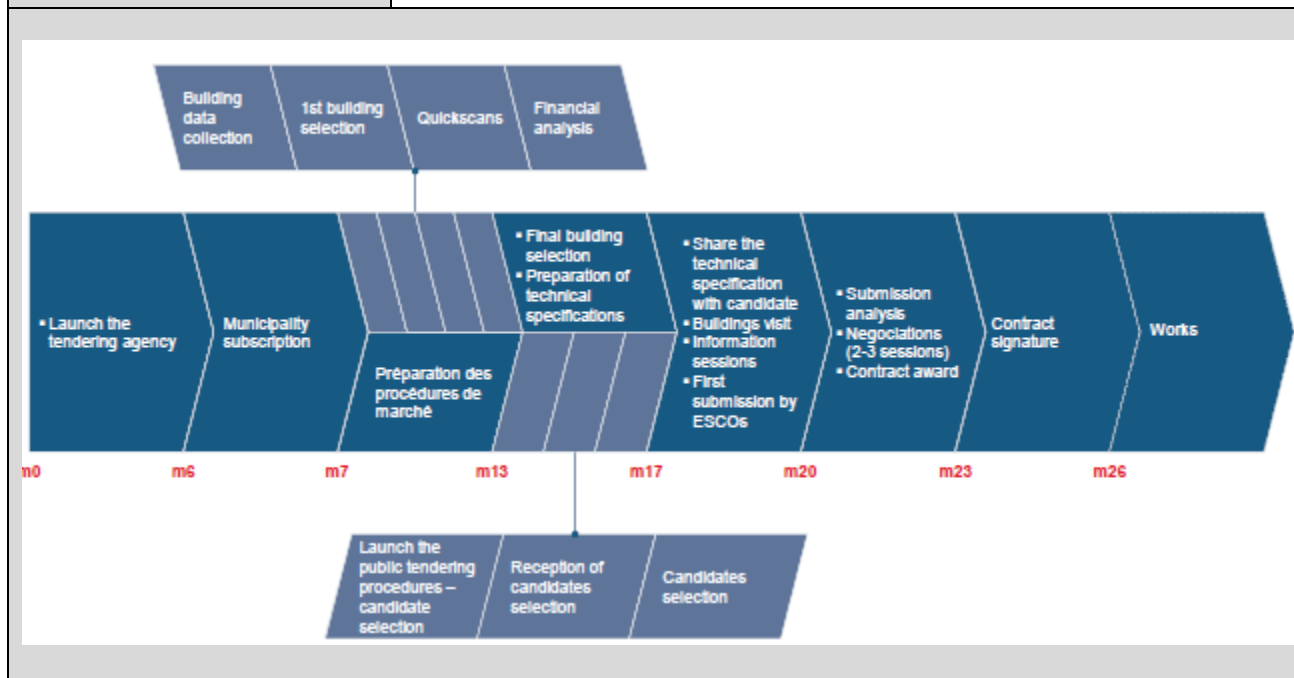 Building
data
collection
1st building
selection
Quickscans
Financial
analysis
▪ Launch the
tendering agency
Municipality
subscription
▪ Final building
selection
▪ Preparation of
technical
specifications
Préparation des
procédures de
marché
▪ Share the
technical
specification
with candidate
▪ Buildings visit
▪ Information
sessions
▪ First
submission by
ESCOs
▪ Submission
analysis
▪ Negociations
(2-3 sessions)
▪ Contract award
Contract
signature
Works
m0 m6 m7 m13 m17 m20 m23 m26
Launch the
public tendering
procedures –
candidate
selection
Reception of
candidates
selection
Candidates
selection